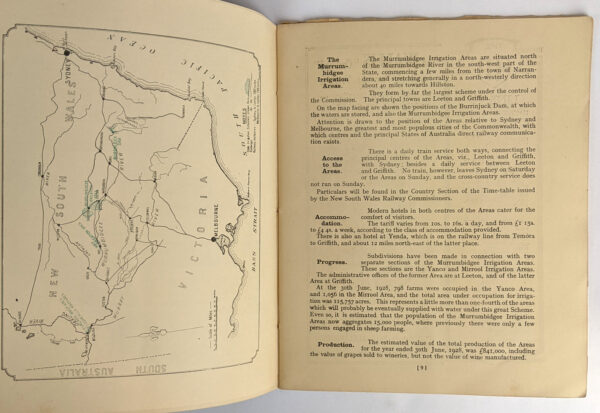 SOUTH
AUSTRALIA
NEW SOUTH WALES
VICTORIA
SYDNEY
MELBOURNE
PACIFIC OCEAN
BASS STRAIT
The
Murrum-
bidgee
Irrigation
Areas.
The Murrumbidgee Irrigation Areas are situated north
of the Murrumbidgee River in the south-west part of the
State, commencing a few miles from the town of Narran-
dera, and stretching generally in a north-westerly direction
about 40 miles towards Hillston.
They form by far the largest scheme under the control of
the Commission. The principal towns are Leeton and Griffith.
On the map facing are shown the positions of the Burrinjuck Dam, at which
the waters are stored, and also the Murrumbidgee Irrigation Areas.
Attention is drawn to the position of the Areas relative to Sydney and
Melbourne, the greatest and most populous cities of the Commonwealth, with
which centres and the principal States of Australia direct railway communica-
tion exists.
Access
to the
Areas.
There is a daily train service both ways, connecting the
principal centres of the Areas, viz., Leeton and Griffith,
with Sydney; besides a daily service between Leeton
and Griffith. No train, however, leaves Sydney on Saturday
or the Areas on Sunday, and the cross-country service does
not run on Sunday.
Particulars will be found in the Country Section of the Time-table issued
by the New South Wales Railway Commissioners.
Accommo-
dation.
Modern hotels in both centres of the Areas cater for the
comfort of visitors.
The tariff varies from 10s. to 16s. a day, and from £2 15s.
to £4 4s. a week, according to the class of accommodation provided.
There is also an hotel at Yenda, which is on the railway line from Temora
to Griffith, and about 12 miles north-east of the latter place.
Progress.
Subdivisions have been made in connection with two
separate sections of the Murrumbidgee Irrigation Areas.
These sections are the Yanco and Mirrool Irrigation Areas.
The administrative offices of the former Area are at Leeton, and of the latter
Area at Griffith.
At the 30th June, 1928, 798 farms were occupied in the Yanco Area,
and 1,056 in the Mirrool Area, and the total area under occupation for irriga-
tion was 125,757 acres. This represents a little more than one-fourth of the areas
which will probably be eventually supplied with water under this great Scheme.
Even so, it is estimated that the population of the Murrumbidgee Irrigation
Areas now aggregates 15,000 people, where previously there were only a few
persons engaged in sheep farming.
Production.
The estimated value of the total production of the Areas
for the year ended 30th June, 1928, was £842,000, including
the value of grapes sold to wineries, but not the value of wine manufactured.
[9]